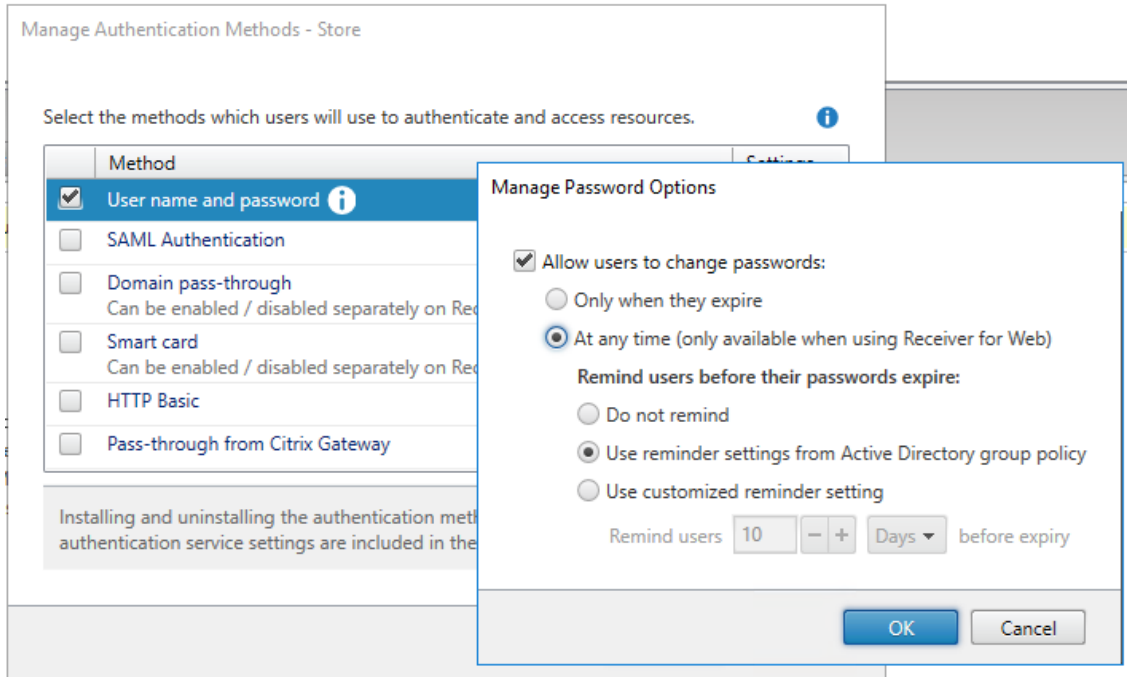 Manage Authentication Methods - Store
Select the methods which users will use to authenticate and access resources.
Method
Settings
User name and password
SAML Authentication
Domain pass-through
Can be enabled / disabled separately on Rec
Smart card
Can be enabled / disabled separately on Rec
HTTP Basic
Pass-through from Citrix Gateway
Installing and uninstalling the authentication met
authentication service settings are included in the
Manage Password Options
Allow users to change passwords:
Only when they expire
At any time (only available when using Receiver for Web)
Remind users before their passwords expire:
Do not remind
Use reminder settings from Active Directory group policy
Use customized reminder setting
Remind users 10 - + Days before expiry
OK Cancel